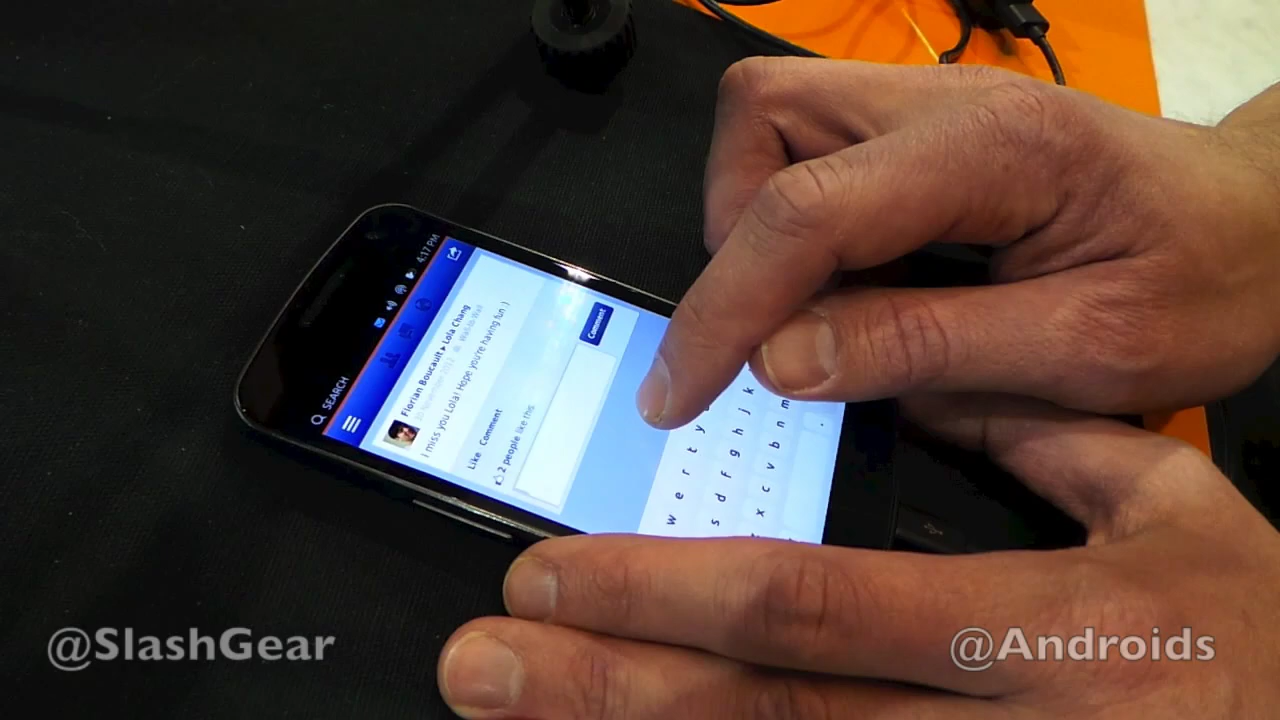 SEARCH
4:17 PM
Florian Boucault ▸ Lola Chang
I miss you Lola! Hope you're having fun :)
Like Comment
2 people like this
Comment
w e r t y
s d f g h j k
x c v b n m
.
@SlashGear
@Androids